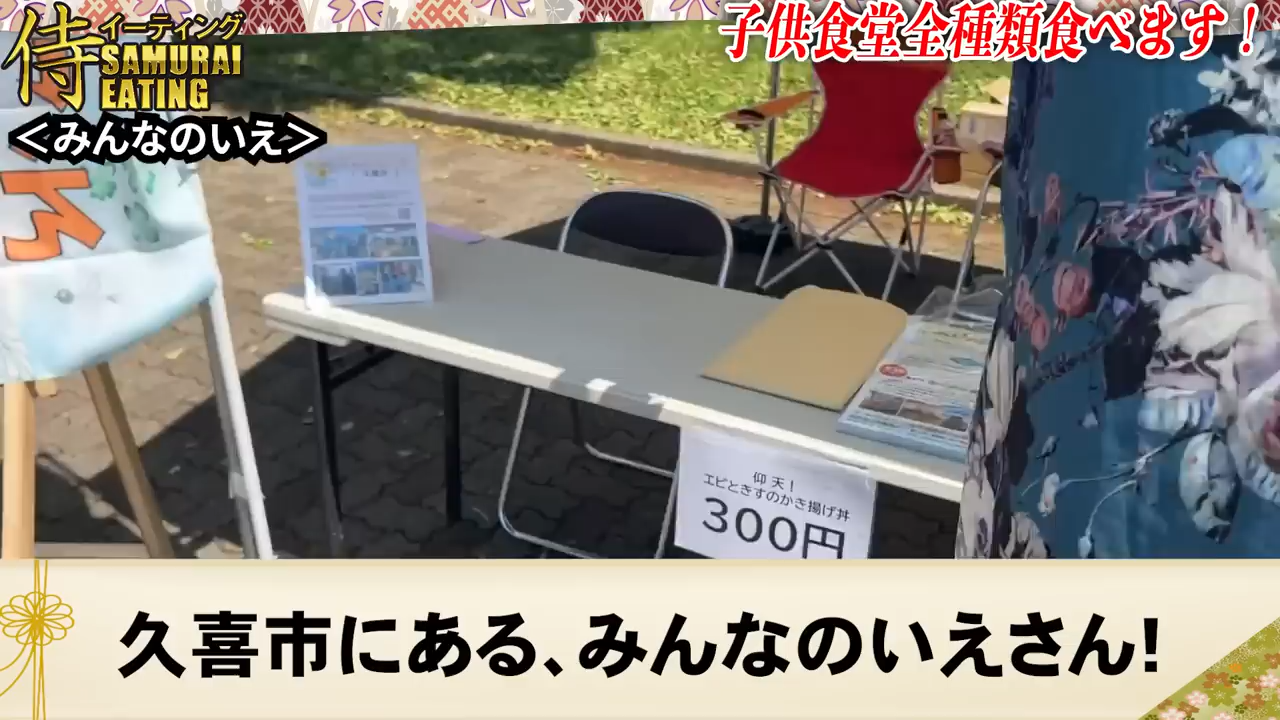 侍
イーティング
SAMURAI
EATING
子供食堂全種類食べます！
＜みんなのいえ＞
ん
仰天！
エビときすのかき揚げ丼
300円
久喜市にある、みんなのいえさん!